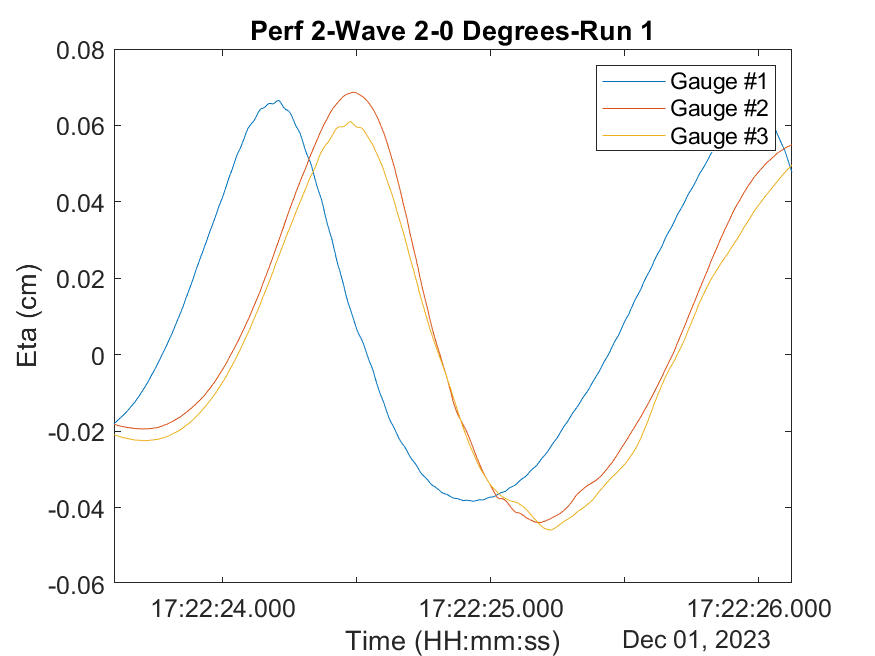 Perf 2-Wave 2-0 Degrees-Run 1
0.08
0.06
0.04
0.02
0
-0.02
-0.04
-0.06
Eta (cm)
Gauge #1
Gauge #2
Gauge #3
17:22:24.000 17:22:25.000 17:22:26.000
Time (HH:mm:ss)
Dec 01, 2023